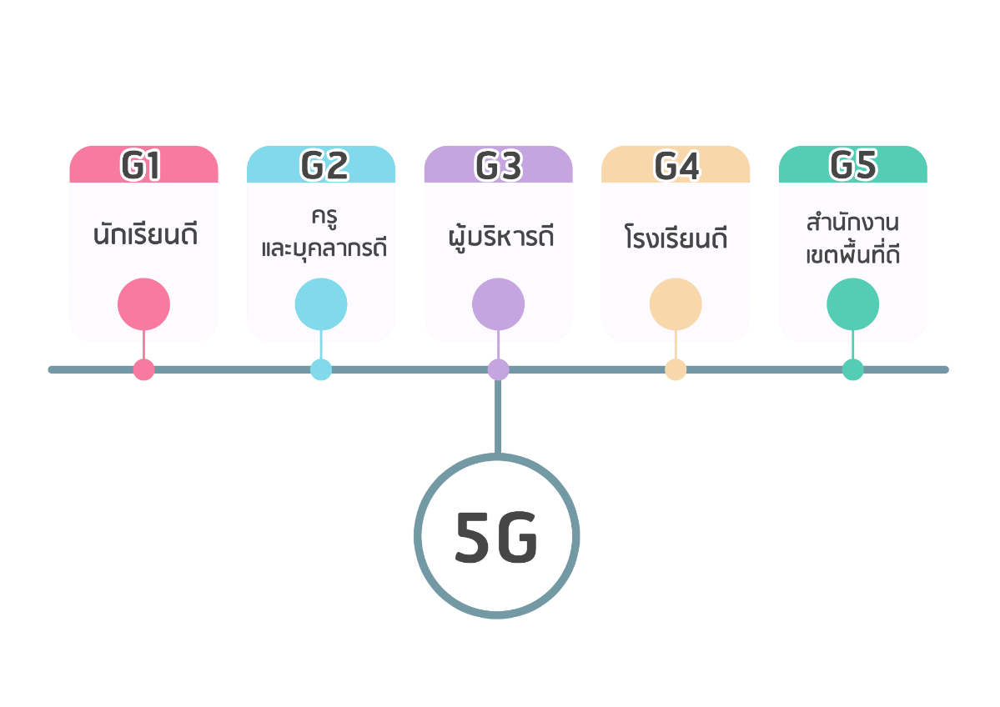 G1
นักเรียนดี
G2
ครู
และบุคลากรดี
G3
ผู้บริหารดี
G4
โรงเรียนดี
G5
สำนักงาน
เขตพื้นที่ดี
5G